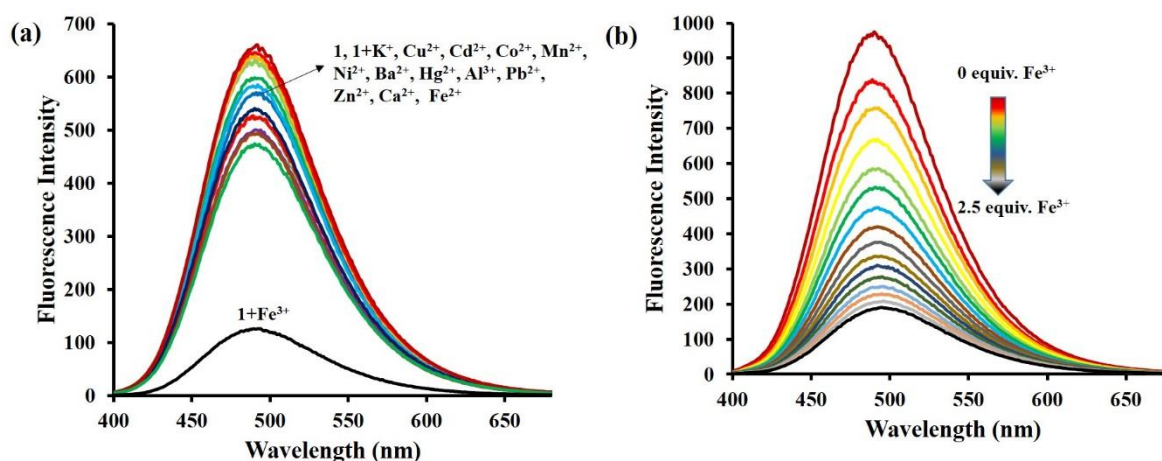 (a)
700
600
500
400
300
200
100
0
Fluorescence Intensity
1, 1+K⁺, Cu²⁺, Cd²⁺, Co²⁺, Mn²⁺,
Ni²⁺, Ba²⁺, Hg²⁺, Al³⁺, Pb²⁺,
Zn²⁺, Ca²⁺, Fe²⁺
1+Fe³⁺
400 450 500 550 600 650
Wavelength (nm)
(b)
1000
900
800
700
600
500
400
300
200
100
0
Fluorescence Intensity
0 equiv. Fe³⁺
2.5 equiv. Fe³⁺
400 450 500 550 600 650
Wavelength (nm)